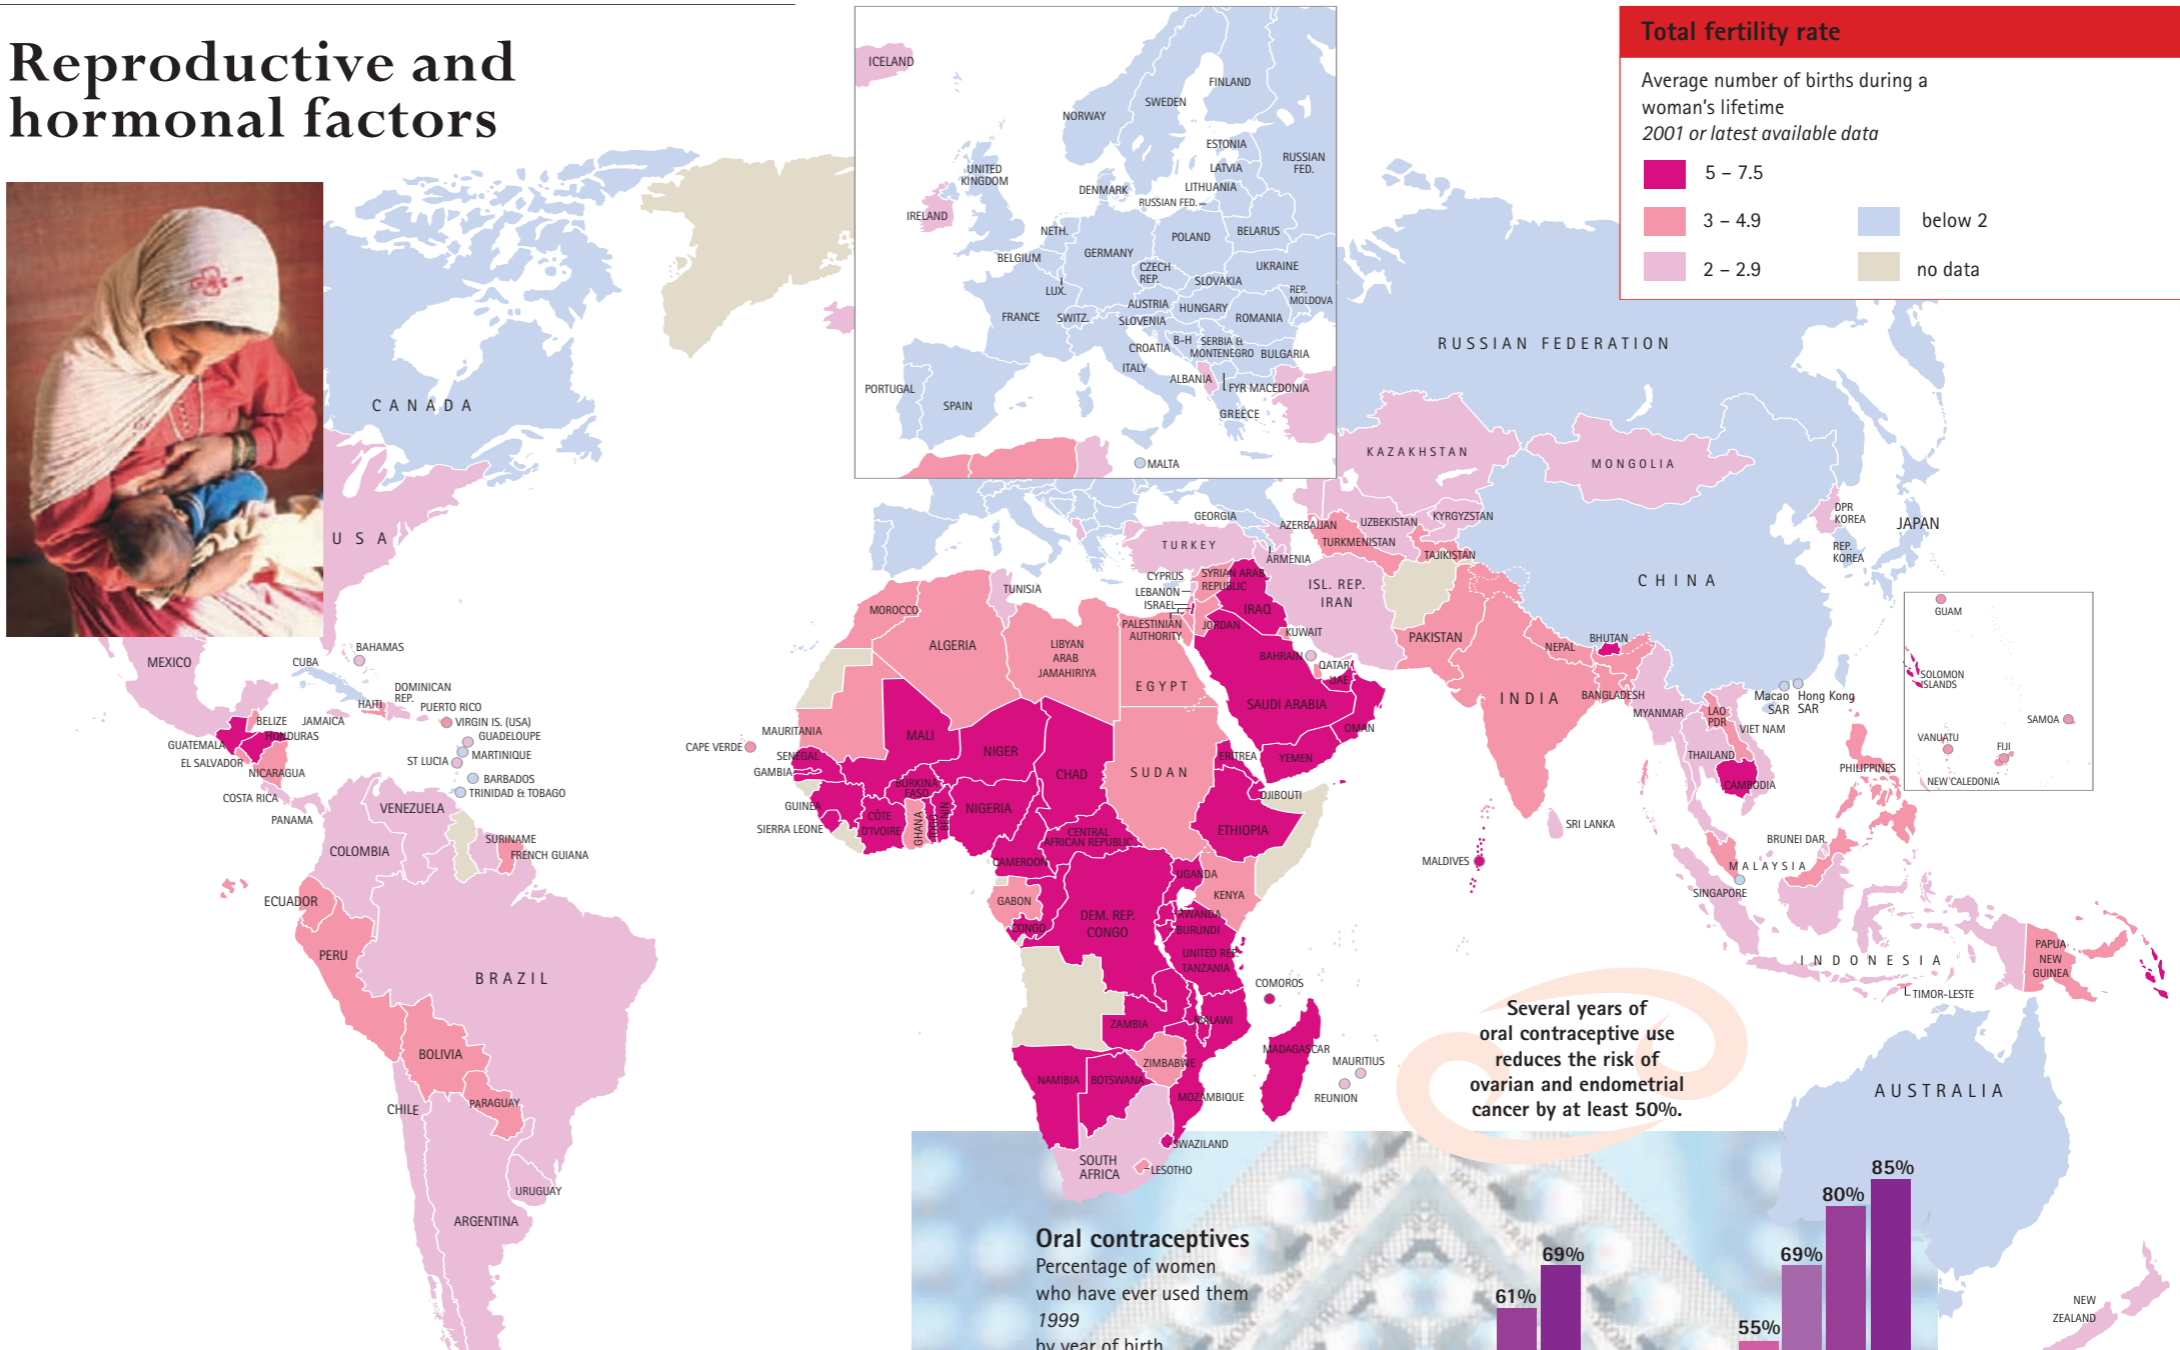 Reproductive and
hormonal factors
Total fertility rate
Average number of births during a
woman's lifetime
2001 or latest available data
5 – 7.5
3 – 4.9
2 – 2.9
below 2
no data
ICELAND
FINLAND
SWEDEN
NORWAY
ESTONIA
RUSSIAN
FED.
LATVIA
UNITED
KINGDOM
DENMARK
LITHUANIA
RUSSIAN FED.
IRELAND
NETH.
POLAND
BELARUS
BELGIUM
GERMANY
CZECH
REP.
UKRAINE
SLOVAKIA
LUX.
REP.
MOLDOVA
AUSTRIA
HUNGARY
FRANCE
SWITZ.
SLOVENIA
ROMANIA
B-H
SERBIA &
MONTENEGRO
CROATIA
BULGARIA
ITALY
ALBANIA
FYR MACEDONIA
PORTUGAL
SPAIN
GREECE
MALTA
CANADA
USA
RUSSIAN FEDERATION
KAZAKHSTAN
MONGOLIA
GEORGIA
AZERBAIJAN
UZBEKISTAN
KYRGYZSTAN
DPR
KOREA
JAPAN
TURKEY
TURKMENISTAN
ARMENIA
TAJIKISTAN
REP.
KOREA
CYPRUS
SYRIAN ARAB
REPUBLIC
ISL. REP.
IRAN
CHINA
LEBANON
ISRAEL
TUNISIA
MOROCCO
IRAQ
PALESTINIAN
AUTHORITY
JORDAN
KUWAIT
PAKISTAN
BHUTAN
NEPAL
ALGERIA
LIBYAN
ARAB
JAMAHIRIYA
EGYPT
BAHRAIN
QATAR
UAE
SAUDI ARABIA
OMAN
YEMEN
INDIA
BANGLADESH
MYANMAR
LAO
PDR
VIET NAM
Macao
SAR
Hong Kong
SAR
GUAM
SOLOMON
ISLANDS
SAMOA
VANUATU
FIJI
NEW CALEDONIA
MEXICO
CUBA
BAHAMAS
HAITI
DOMINICAN
REP.
PUERTO RICO
VIRGIN IS. (USA)
BELIZE
JAMAICA
HONDURAS
GUADELOUPE
GUATEMALA
MARTINIQUE
EL SALVADOR
ST LUCIA
NICARAGUA
BARBADOS
TRINIDAD & TOBAGO
COSTA RICA
VENEZUELA
PANAMA
SURINAME
FRENCH GUIANA
COLOMBIA
ECUADOR
PERU
BRAZIL
BOLIVIA
PARAGUAY
CHILE
URUGUAY
ARGENTINA
CAPE VERDE
MAURITANIA
MALI
NIGER
SENEGAL
GAMBIA
CHAD
SUDAN
ERITREA
BURKINA
FASO
DJIBOUTI
GUINEA
NIGERIA
SIERRA LEONE
CÔTE
D'IVOIRE
GHANA
TOGO
BENIN
CENTRAL
AFRICAN REPUBLIC
ETHIOPIA
CAMEROON
UGANDA
KENYA
GABON
CONGO
DEM. REP.
CONGO
RWANDA
BURUNDI
UNITED REP.
TANZANIA
COMOROS
ZAMBIA
MALAWI
MADAGASCAR
MAURITIUS
REUNION
ZIMBABWE
NAMIBIA
BOTSWANA
MOZAMBIQUE
SWAZILAND
SOUTH
AFRICA
LESOTHO
THAILAND
CAMBODIA
PHILIPPINES
SRI LANKA
MALDIVES
BRUNEI DAR.
MALAYSIA
SINGAPORE
INDONESIA
PAPUA
NEW
GUINEA
TIMOR-LESTE
AUSTRALIA
NEW
ZEALAND
Several years of
oral contraceptive use
reduces the risk of
ovarian and endometrial
cancer by at least 50%.
Oral contraceptives
Percentage of women
who have ever used them
1999
by year of birth
61%
69%
55%
69%
80%
85%